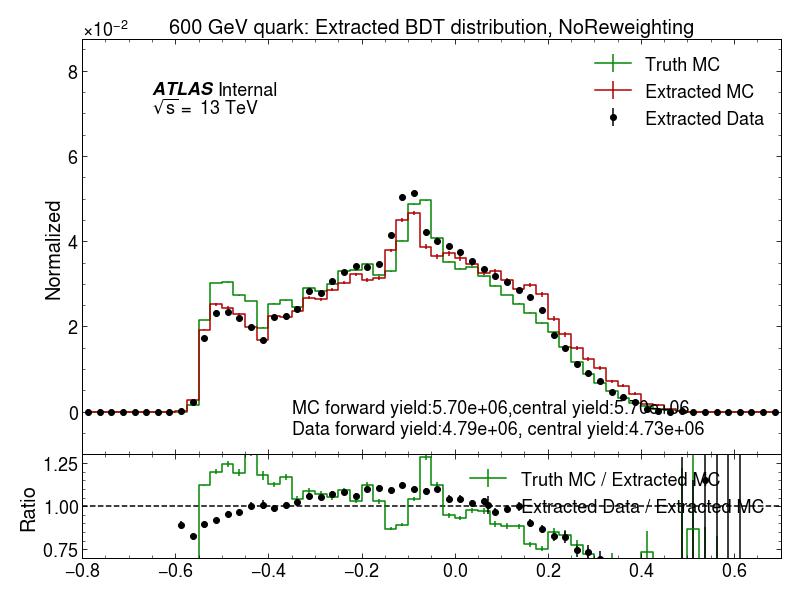 ×10⁻²
600 GeV quark: Extracted BDT distribution, NoReweighting
ATLAS Internal
√s = 13 TeV
Truth MC
Extracted MC
Extracted Data
Normalized
8
6
4
2
0
MC forward yield:5.70e+06,central yield:5.70e+06
Data forward yield:4.79e+06, central yield:4.73e+06
Ratio
1.25
1.00
0.75
Truth MC / Extracted MC
Extracted Data / Extracted MC
−0.8 −0.6 −0.4 −0.2 0.0 0.2 0.4 0.6